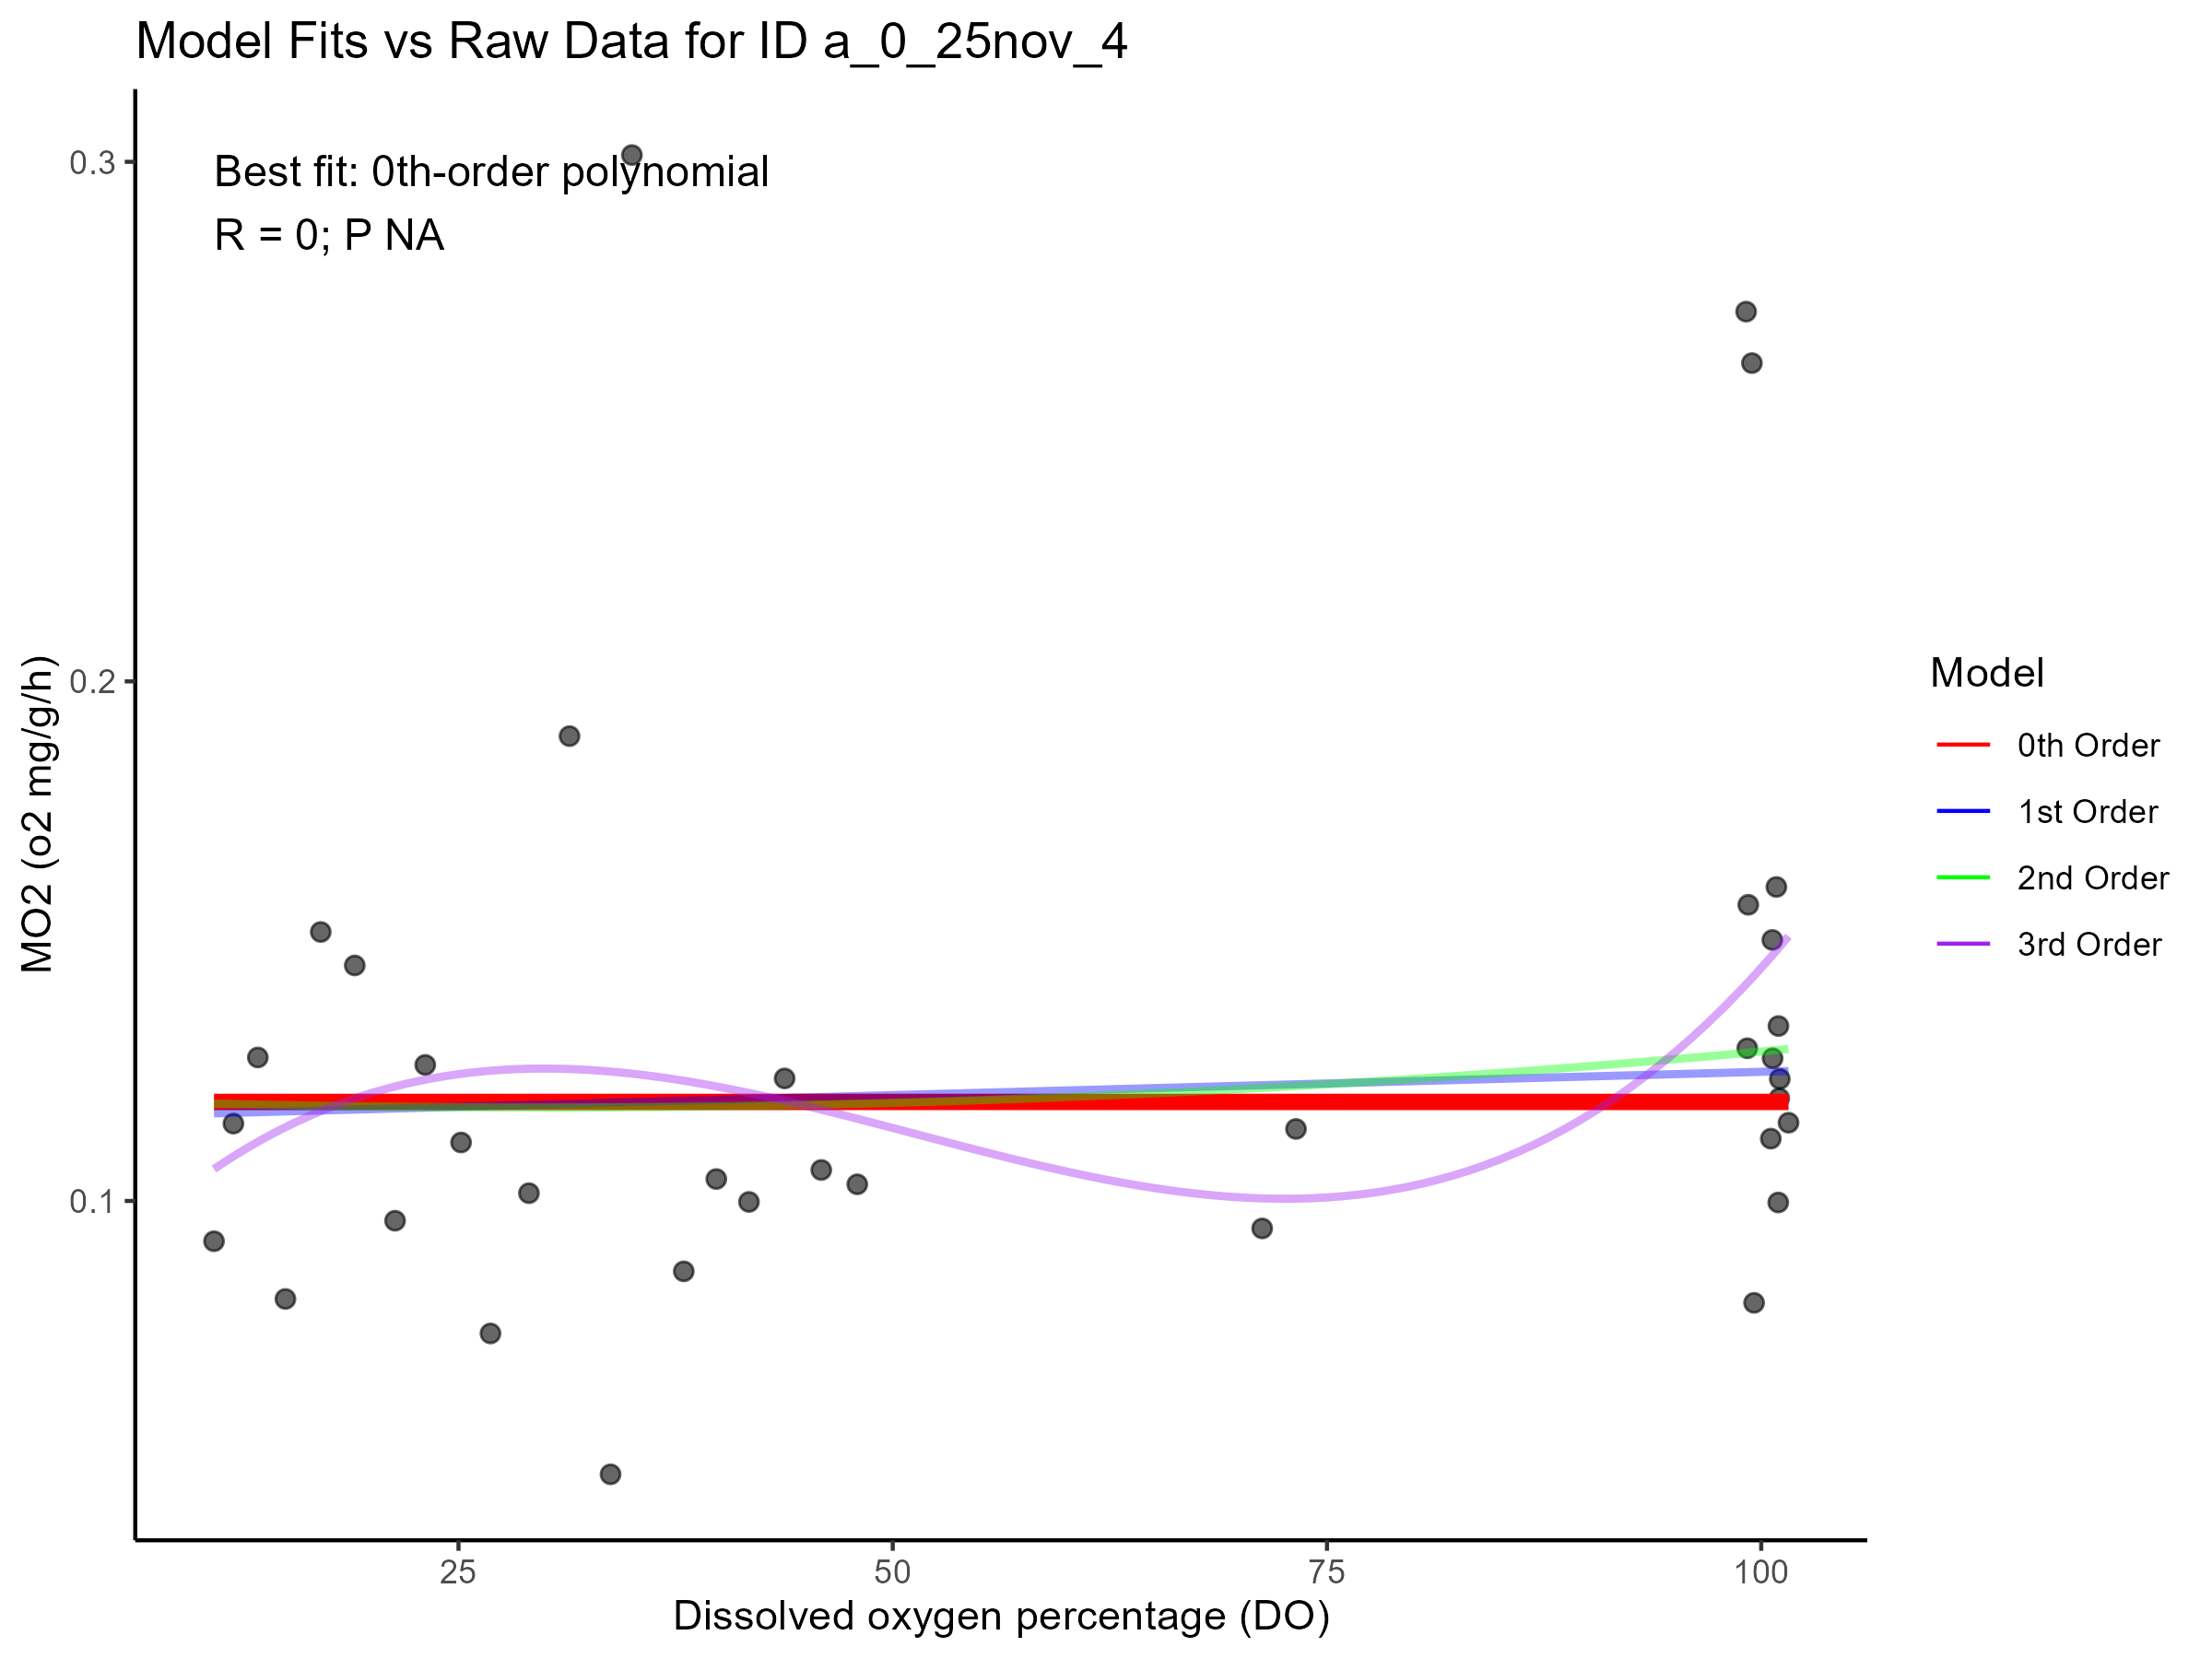 Model Fits vs Raw Data for ID a_0_25nov_4
Best fit: 0th-order polynomial
R = 0; P NA
0.3
0.2
0.1
MO2 (o2 mg/g/h)
25
50
75
100
Dissolved oxygen percentage (DO)
Model
0th Order
1st Order
2nd Order
3rd Order